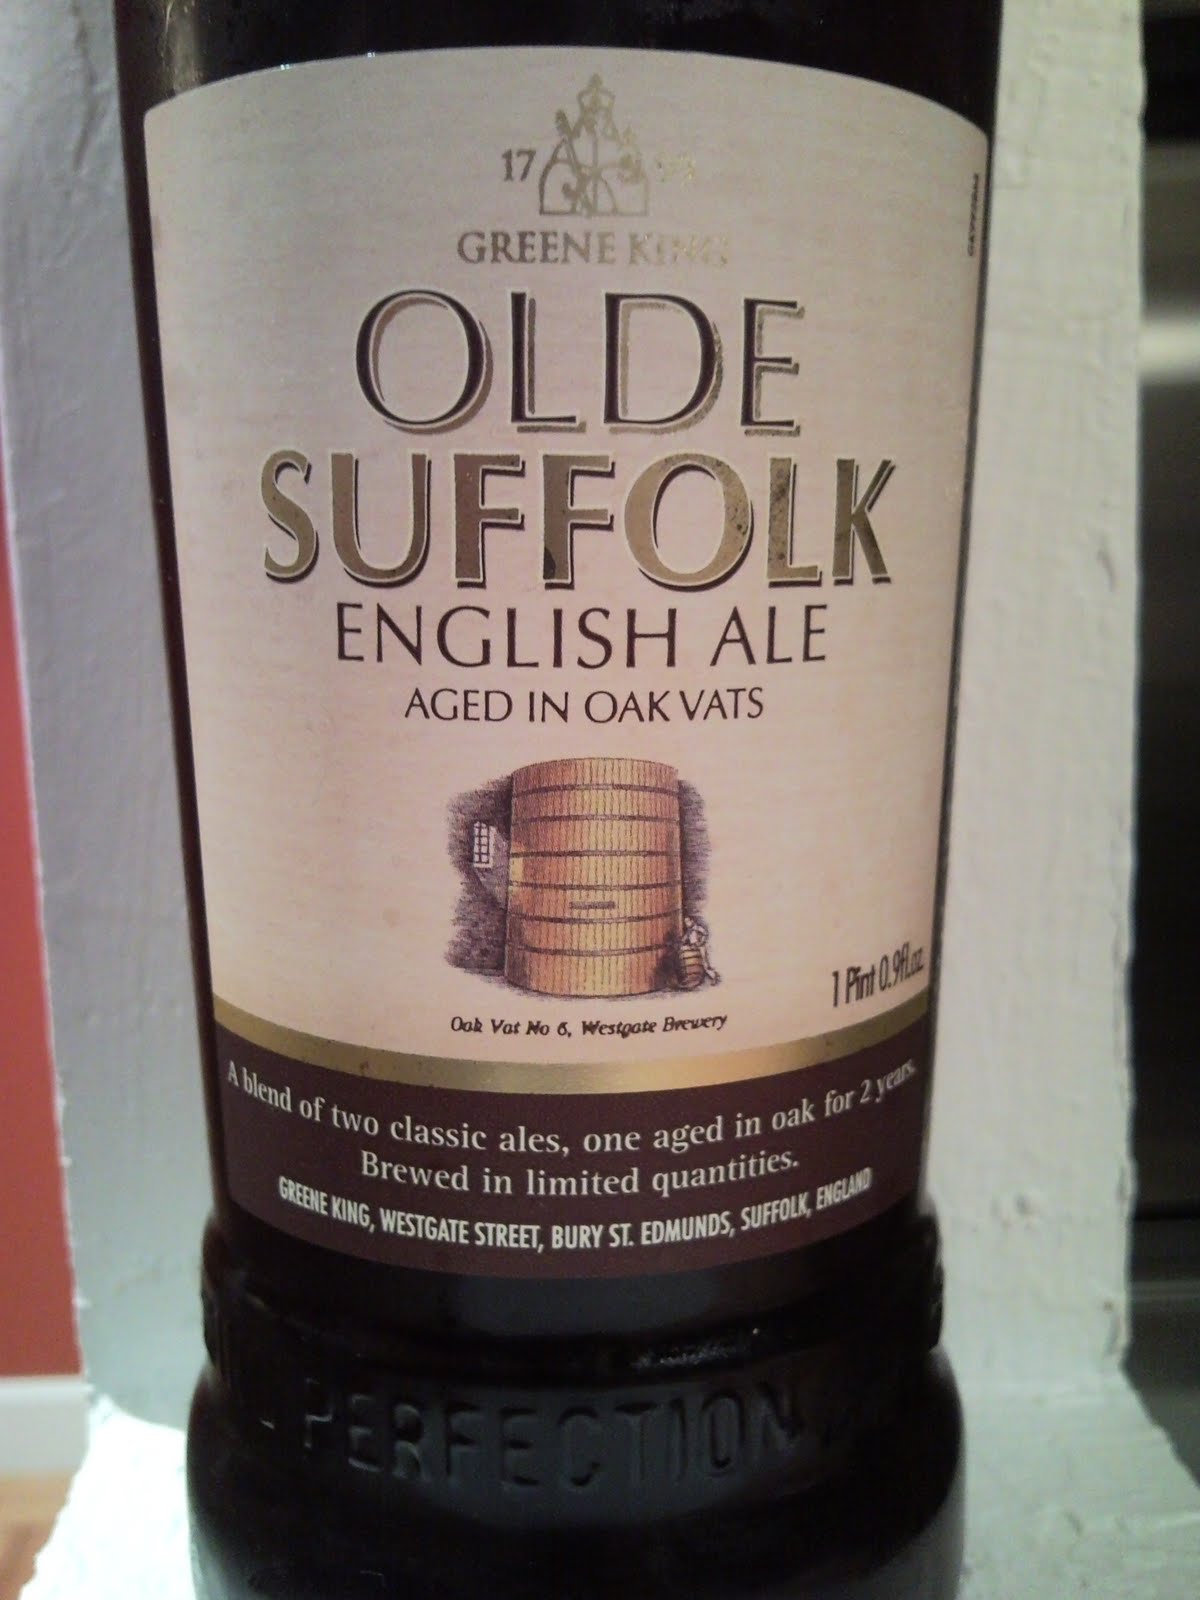 17
GREENE KING
OLDE
SUFFOLK
ENGLISH ALE
AGED IN OAK VATS
1 Pint 0.9fl.oz.
Oak Vat No 6, Westgate Brewery
A blend of two classic ales, one aged in oak for 2 years.
Brewed in limited quantities.
GREENE KING, WESTGATE STREET, BURY ST. EDMUNDS, SUFFOLK, ENGLAND
PERFECTION